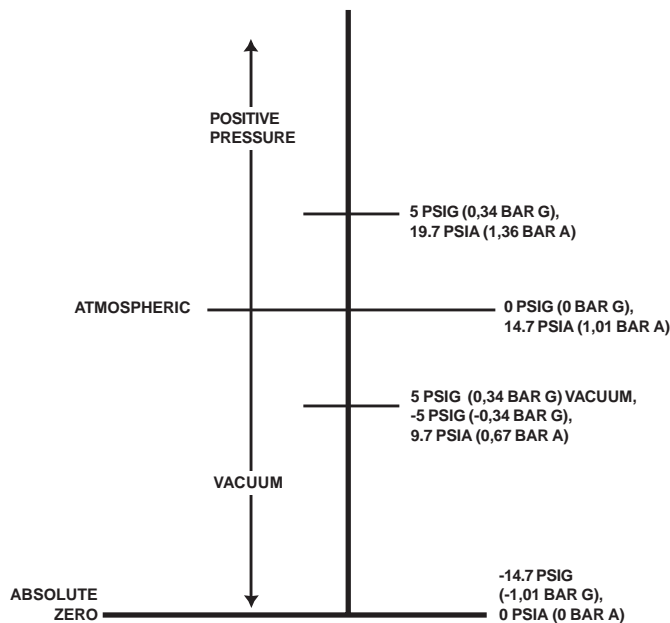 POSITIVE
PRESSURE
5 PSIG (0,34 BAR G),
19.7 PSIA (1,36 BAR A)
ATMOSPHERIC
0 PSIG (0 BAR G),
14.7 PSIA (1,01 BAR A)
5 PSIG (0,34 BAR G) VACUUM,
-5 PSIG (-0,34 BAR G),
9.7 PSIA (0,67 BAR A)
VACUUM
ABSOLUTE
ZERO
-14.7 PSIG
(-1,01 BAR G),
0 PSIA (0 BAR A)